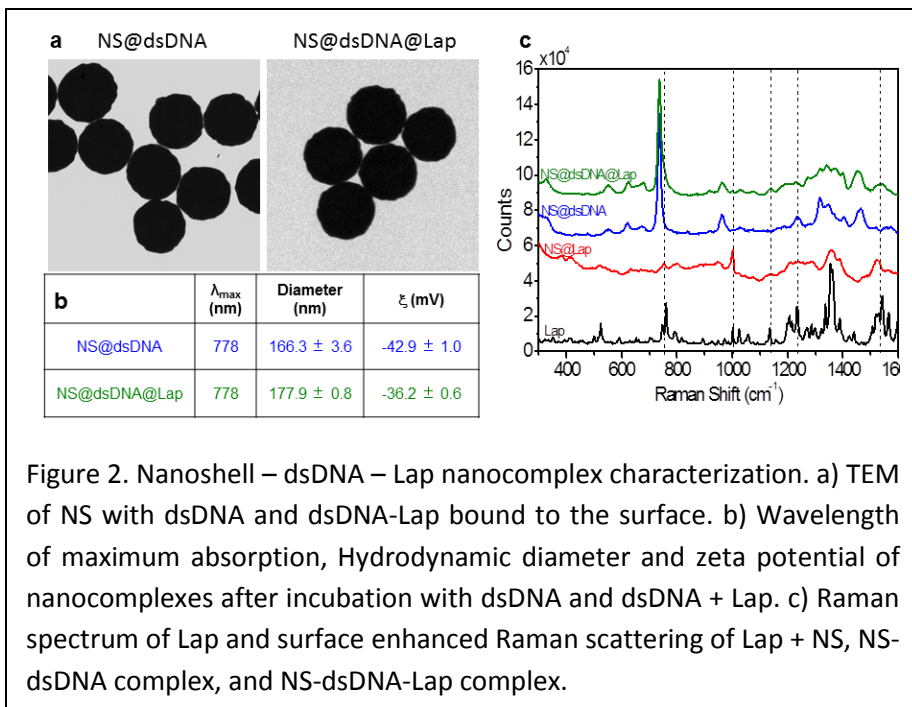 a NS@dsDNA NS@dsDNA@Lap c
×10⁴
16
14
12
10
8
6
4
2
0
Counts
NS@dsDNA@Lap
NS@dsDNA
NS@Lap
Lap
400 600 800 1000 1200 1400 1600
Raman Shift (cm⁻¹)
b λmax (nm) Diameter (nm) ξ (mV)
NS@dsDNA 778 166.3 ± 3.6 -42.9 ± 1.0
NS@dsDNA@Lap 778 177.9 ± 0.8 -36.2 ± 0.6
Figure 2. Nanoshell – dsDNA – Lap nanocomplex characterization. a) TEM
of NS with dsDNA and dsDNA-Lap bound to the surface. b) Wavelength
of maximum absorption, Hydrodynamic diameter and zeta potential of
nanocomplexes after incubation with dsDNA and dsDNA + Lap. c) Raman
spectrum of Lap and surface enhanced Raman scattering of Lap + NS, NS-
dsDNA complex, and NS-dsDNA-Lap complex.